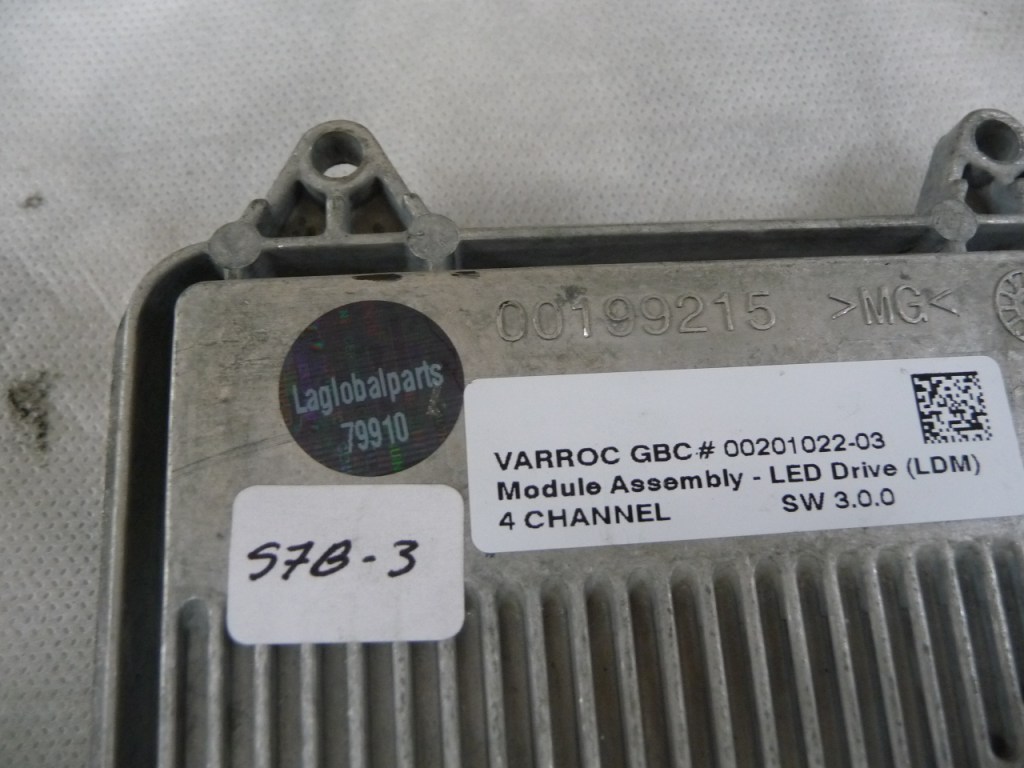 00199215 >MG<
Laglobalparts
79910
VARROC GBC# 00201022-03
Module Assembly - LED Drive (LDM)
4 CHANNEL SW 3.0.0
S7B-3